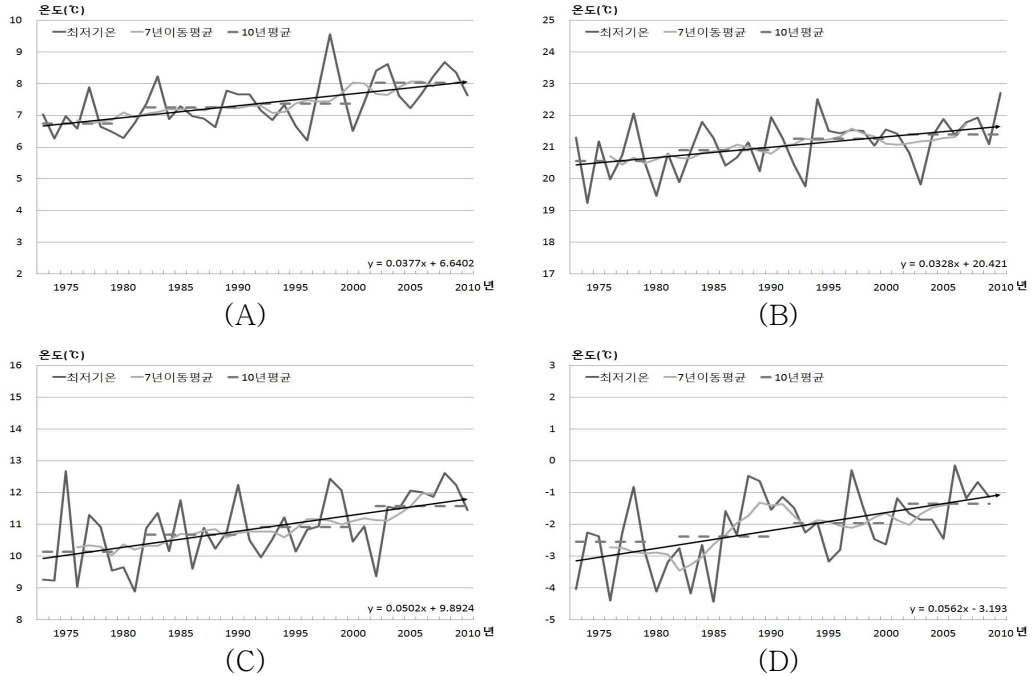 온도(℃)
10
최저기온 7년이동평균 10년평균
9
8
7
6
5
4
3
2
y = 0.0377x + 6.6402
1975 1980 1985 1990 1995 2000 2005 2010 년
(A)
온도(℃)
25
최저기온 7년이동평균 10년평균
24
23
22
21
20
19
18
17
y = 0.0328x + 20.421
1975 1980 1985 1990 1995 2000 2005 2010 년
(B)
온도(℃)
16
최저기온 7년이동평균 10년평균
15
14
13
12
11
10
9
8
y = 0.0502x + 9.8924
1975 1980 1985 1990 1995 2000 2005 2010 년
(C)
온도(℃)
3
최저기온 7년이동평균 10년평균
2
1
0
-1
-2
-3
-4
-5
y = 0.0562x - 3.193
1975 1980 1985 1990 1995 2000 2005 2010 년
(D)